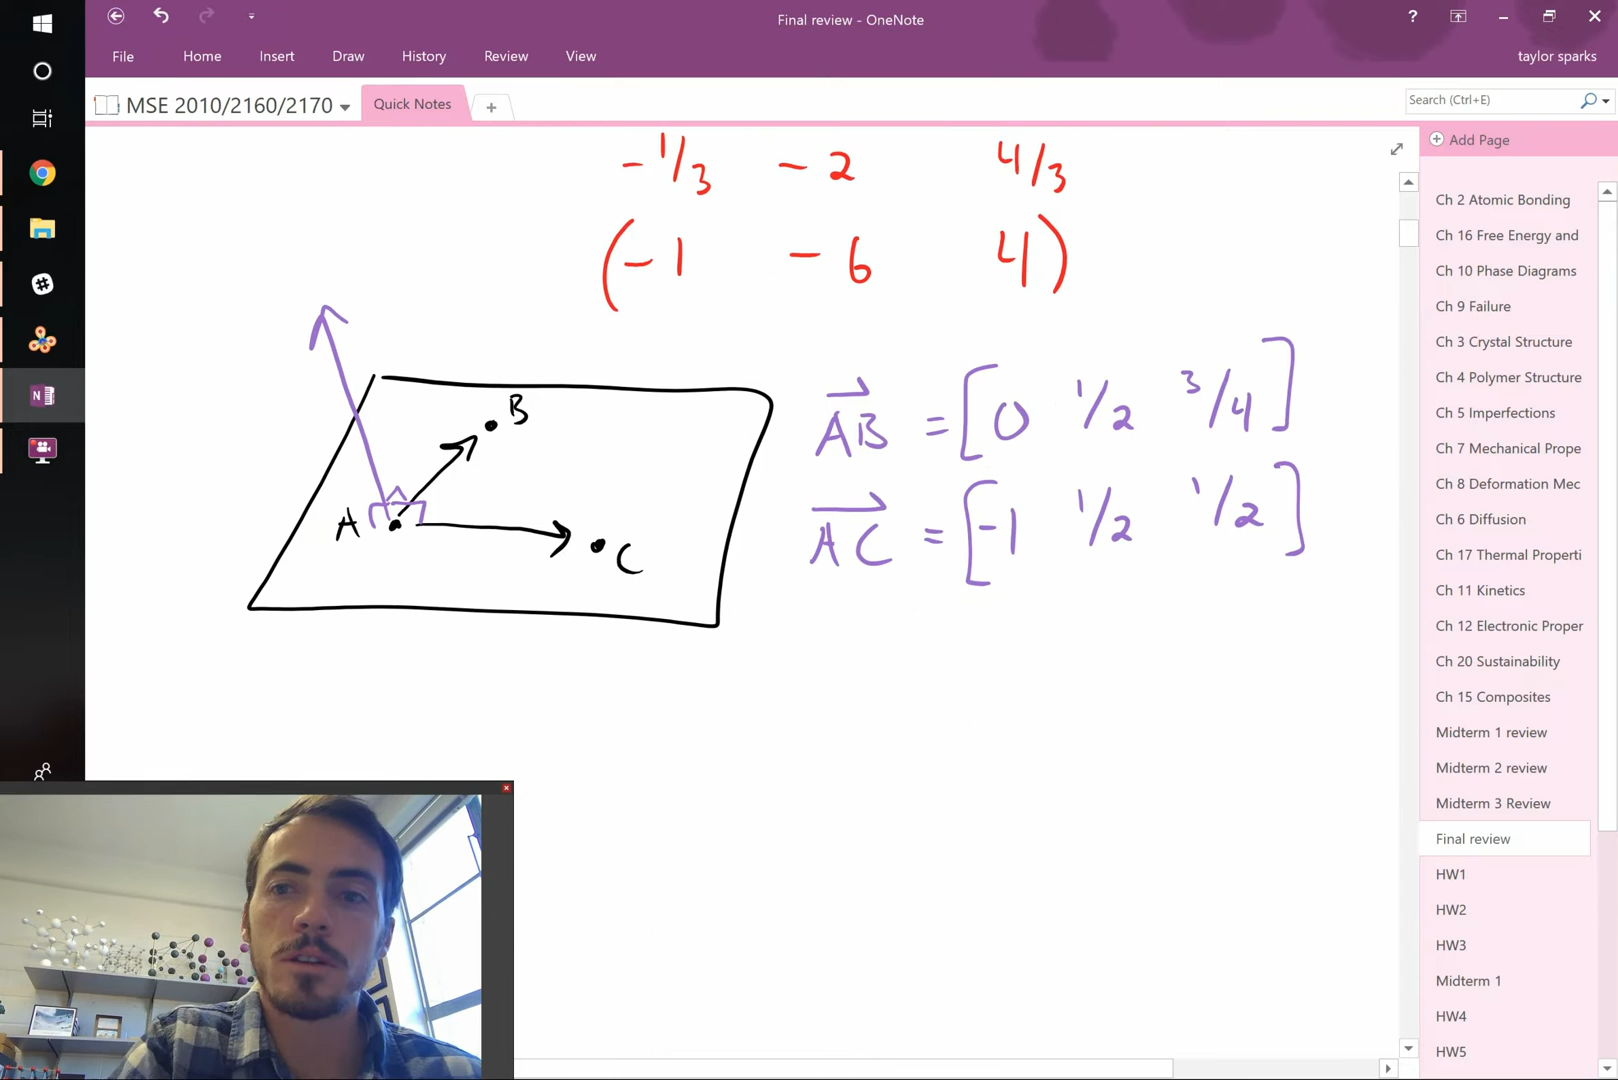 Final review - OneNote
?
File Home Insert Draw History Review View
taylor sparks
MSE 2010/2160/2170
Quick Notes
+
Search (Ctrl+E)
Add Page
-1/3 -2 4/3
(-1 -6 4)
B
A
C
AB = [0 1/2 3/4]
AC = [-1 1/2 1/2]
Ch 2 Atomic Bonding
Ch 16 Free Energy and
Ch 10 Phase Diagrams
Ch 9 Failure
Ch 3 Crystal Structure
Ch 4 Polymer Structure
Ch 5 Imperfections
Ch 7 Mechanical Prope
Ch 8 Deformation Mec
Ch 6 Diffusion
Ch 17 Thermal Properti
Ch 11 Kinetics
Ch 12 Electronic Proper
Ch 20 Sustainability
Ch 15 Composites
Midterm 1 review
Midterm 2 review
Midterm 3 Review
Final review
HW1
HW2
HW3
Midterm 1
HW4
HW5